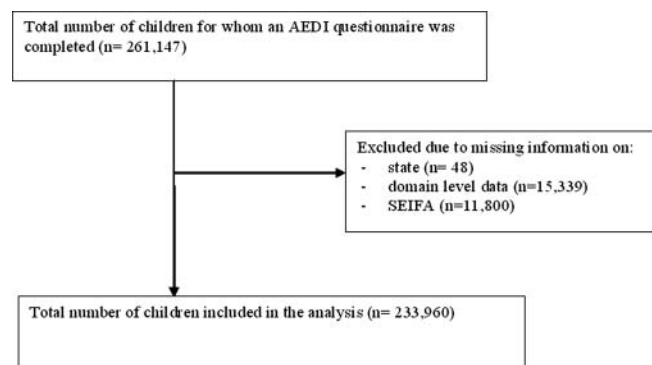 Total number of children for whom an AEDI questionnaire was
completed (n= 261,147)
Excluded due to missing information on:
- state (n= 48)
- domain level data (n=15,339)
- SEIFA (n=11,800)
Total number of children included in the analysis (n= 233,960)